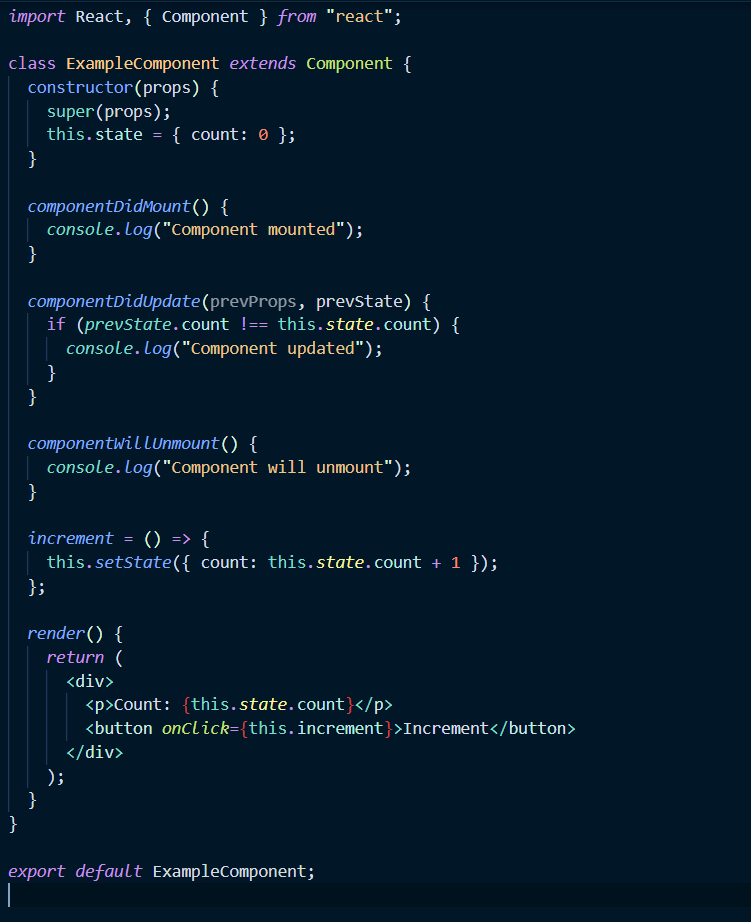 import React, { Component } from "react";
class ExampleComponent extends Component {
  constructor(props) {
    super(props);
    this.state = { count: 0 };
  }
  componentDidMount() {
    console.log("Component mounted");
  }
  componentDidUpdate(prevProps, prevState) {
    if (prevState.count !== this.state.count) {
      console.log("Component updated");
    }
  }
  componentWillUnmount() {
    console.log("Component will unmount");
  }
  increment = () => {
    this.setState({ count: this.state.count + 1 });
  };
  render() {
    return (
      <div>
        <p>Count: {this.state.count}</p>
        <button onClick={this.increment}>Increment</button>
      </div>
    );
  }
}
export default ExampleComponent;